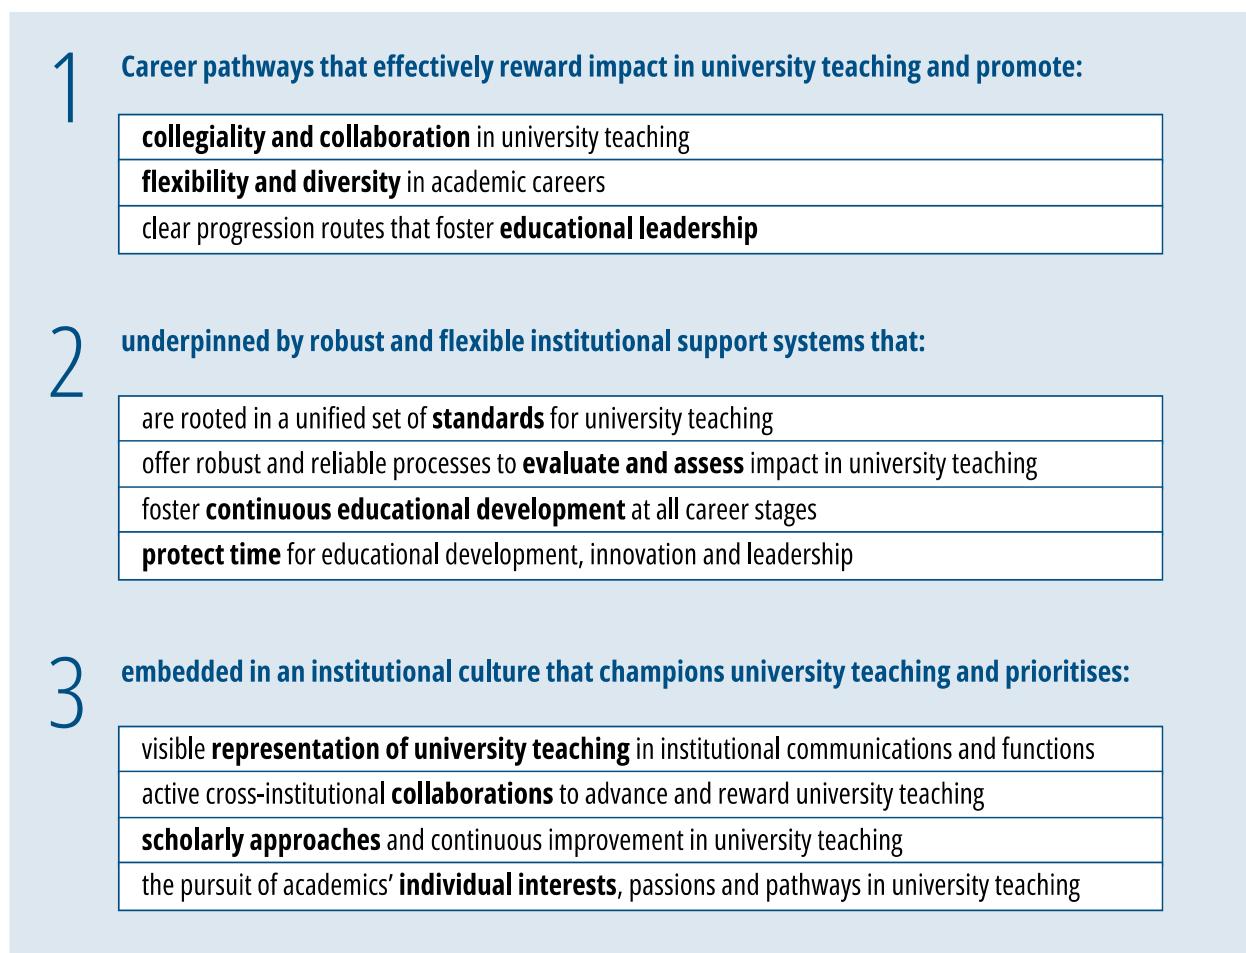 1
Career pathways that effectively reward impact in university teaching and promote:
collegiality and collaboration in university teaching
flexibility and diversity in academic careers
clear progression routes that foster educational leadership
2
underpinned by robust and flexible institutional support systems that:
are rooted in a unified set of standards for university teaching
offer robust and reliable processes to evaluate and assess impact in university teaching
foster continuous educational development at all career stages
protect time for educational development, innovation and leadership
3
embedded in an institutional culture that champions university teaching and prioritises:
visible representation of university teaching in institutional communications and functions
active cross-institutional collaborations to advance and reward university teaching
scholarly approaches and continuous improvement in university teaching
the pursuit of academics’ individual interests, passions and pathways in university teaching